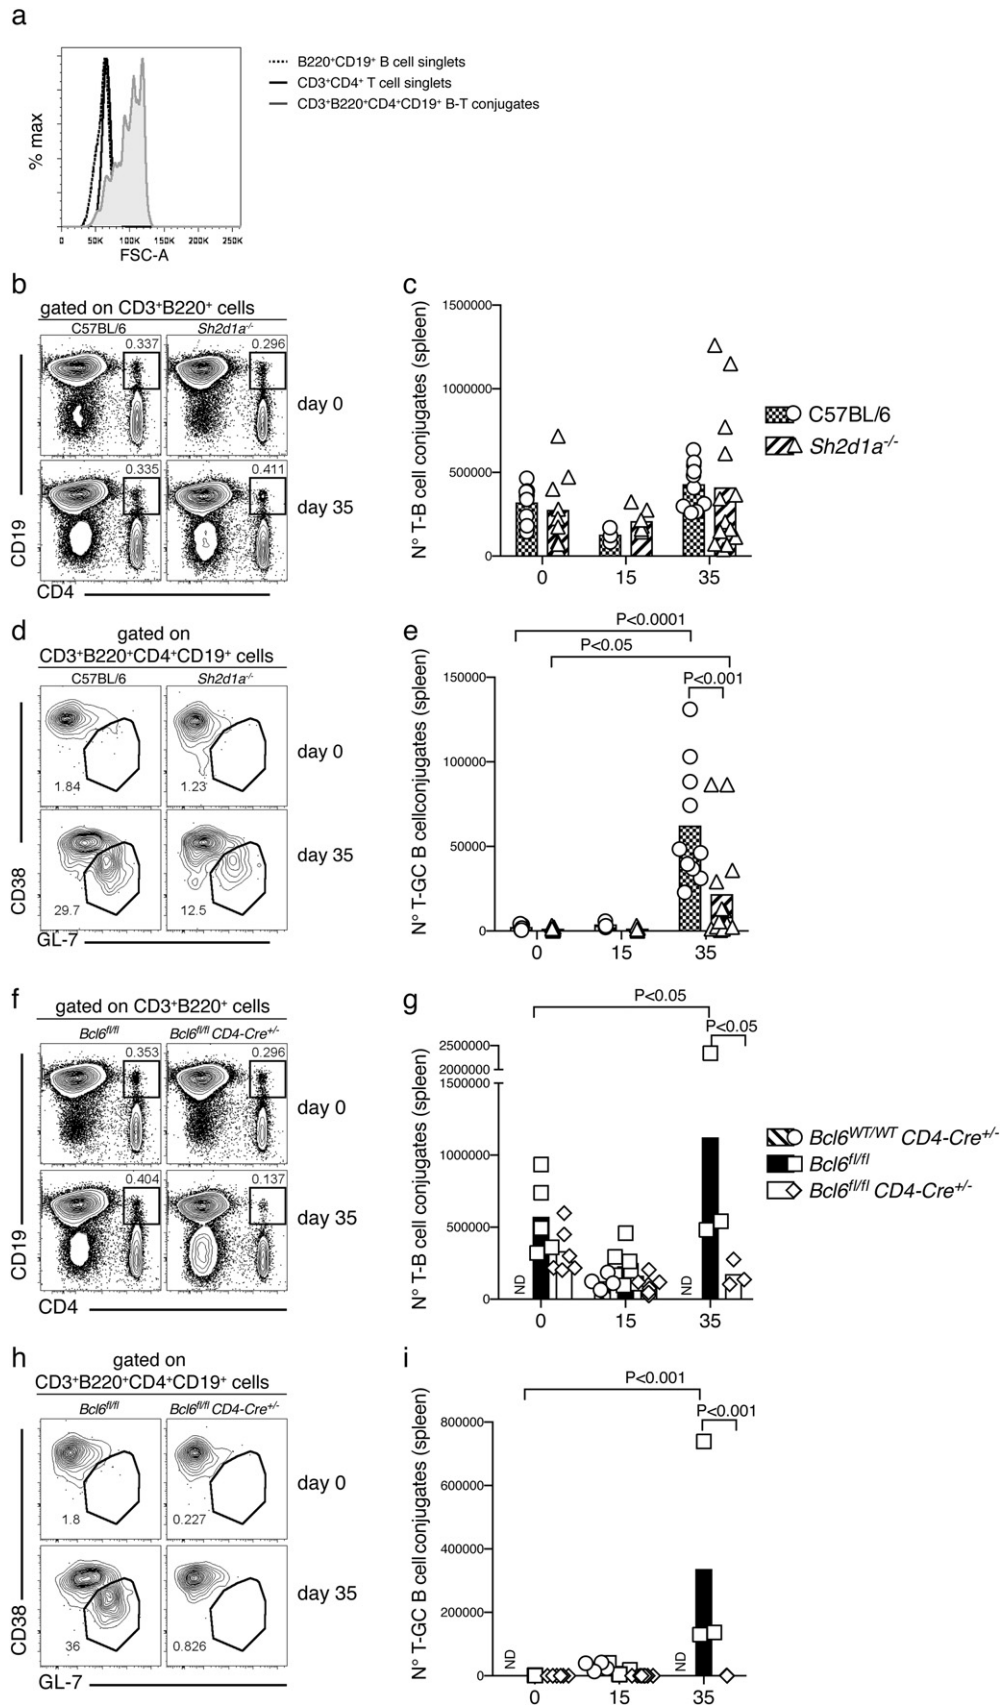 a
B220+CD19+ B cell singlets
CD3+CD4+ T cell singlets
CD3+B220+CD4+CD19+ B-T conjugates
% max
0 50K 100K 150K 200K 250K
FSC-A
b
gated on CD3+B220+ cells
C57BL/6 Sh2d1a-/-
0.337 0.296
day 0
0.335 0.411
day 35
CD19
CD4
c
N° T-B cell conjugates (spleen)
1500000
1000000
500000
0
0 15 35
C57BL/6
Sh2d1a-/-
d
gated on
CD3+B220+CD4+CD19+ cells
C57BL/6 Sh2d1a-/-
1.84 1.23
day 0
29.7 12.5
day 35
CD38
GL-7
e
P<0.0001
P<0.05
P<0.001
N° T-GC B cellconjugates (spleen)
150000
100000
50000
0
0 15 35
f
gated on CD3+B220+ cells
Bcl6fl/fl Bcl6fl/fl CD4-Cre+/-
0.353 0.296
day 0
0.404 0.137
day 35
CD19
CD4
g
P<0.05
P<0.05
N° T-B cell conjugates (spleen)
2500000
2000000
1500000
1000000
500000
0
ND ND
0 15 35
Bcl6WT/WT CD4-Cre+/-
Bcl6fl/fl
Bcl6fl/fl CD4-Cre+/-
h
gated on
CD3+B220+CD4+CD19+ cells
Bcl6fl/fl Bcl6fl/fl CD4-Cre+/-
1.8 0.227
day 0
36 0.826
day 35
CD38
GL-7
i
P<0.001
P<0.001
N° T-GC B cell conjugates (spleen)
800000
600000
400000
200000
0
ND ND
0 15 35